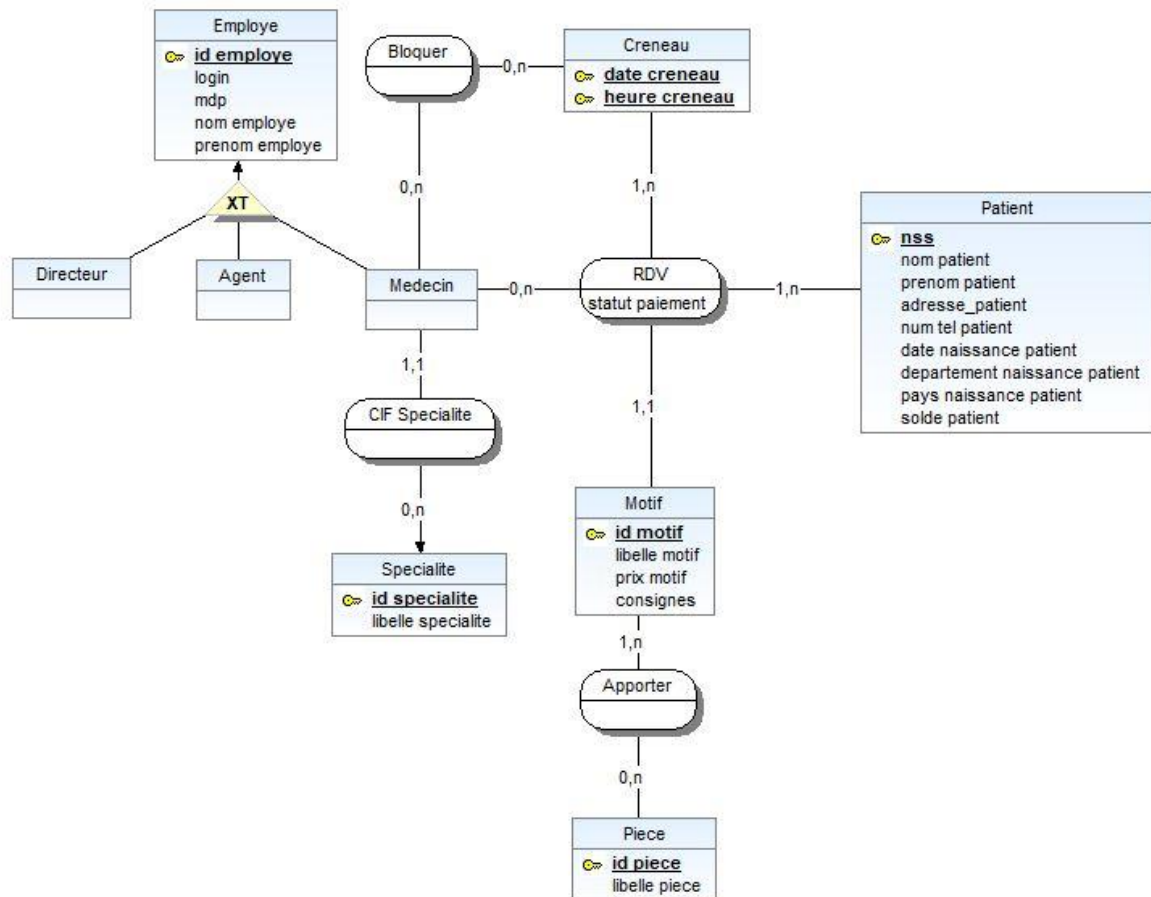 Employe
id employe
login
mdp
nom employe
prenom employe
Bloquer
0,n
Creneau
date creneau
heure creneau
0,n
1,n
XT
Directeur
Agent
Medecin
0,n
RDV
statut paiement
1,n
Patient
nss
nom patient
prenom patient
adresse_patient
num tel patient
date naissance patient
departement naissance patient
pays naissance patient
solde patient
1,1
CIF Specialite
0,n
Specialite
id specialite
libelle specialite
1,1
Motif
id motif
libelle motif
prix motif
consignes
1,n
Apporter
0,n
Piece
id piece
libelle piece